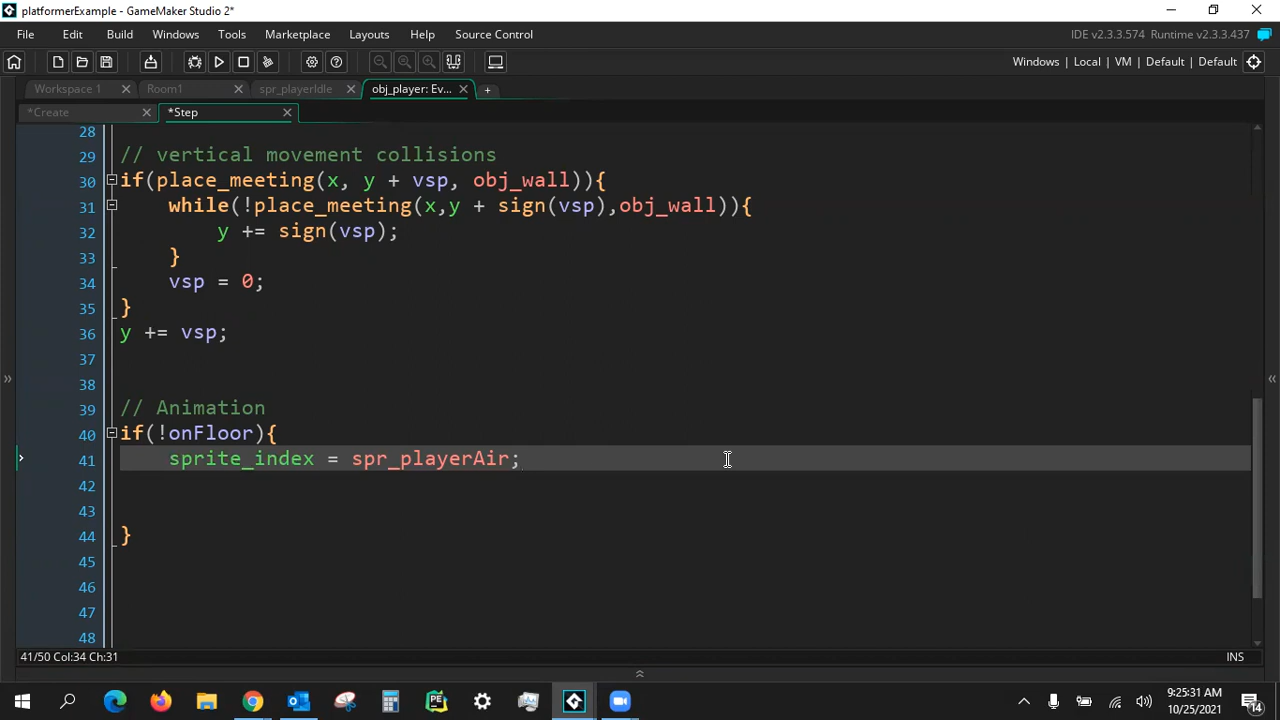 platformerExample - GameMaker Studio 2*
File Edit Build Windows Tools Marketplace Layouts Help Source Control
IDE v2.3.3.574 Runtime v2.3.3.437
Windows | Local | VM | Default | Default
Workspace 1 Room1 spr_playerIdle obj_player: Ev...
*Create *Step
28
29 // vertical movement collisions
30 if(place_meeting(x, y + vsp, obj_wall)){
31 while(!place_meeting(x,y + sign(vsp),obj_wall)){
32 y += sign(vsp);
33 }
34 vsp = 0;
35 }
36 y += vsp;
37
38
39 // Animation
40 if(!onFloor){
41 sprite_index = spr_playerAir;
42
43
44 }
45
46
47
48
41/50 Col:34 Ch:31 INS
9:25:31 AM
10/25/2021
14